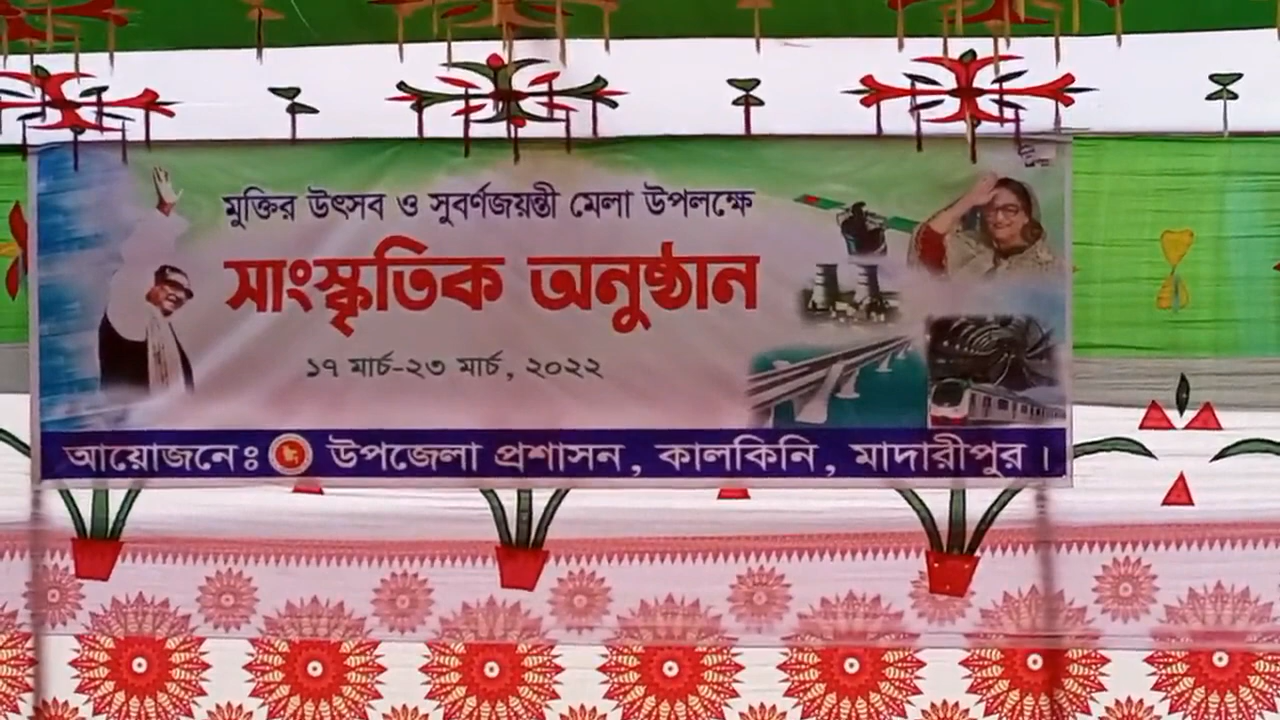 মুক্তির উৎসব ও সুবর্ণজয়ন্তী মেলা উপলক্ষে
সাংস্কৃতিক অনুষ্ঠান
১৭ মার্চ-২৩ মার্চ, ২০২২
আয়োজনেঃ উপজেলা প্রশাসন, কালকিনি, মাদারীপুর।